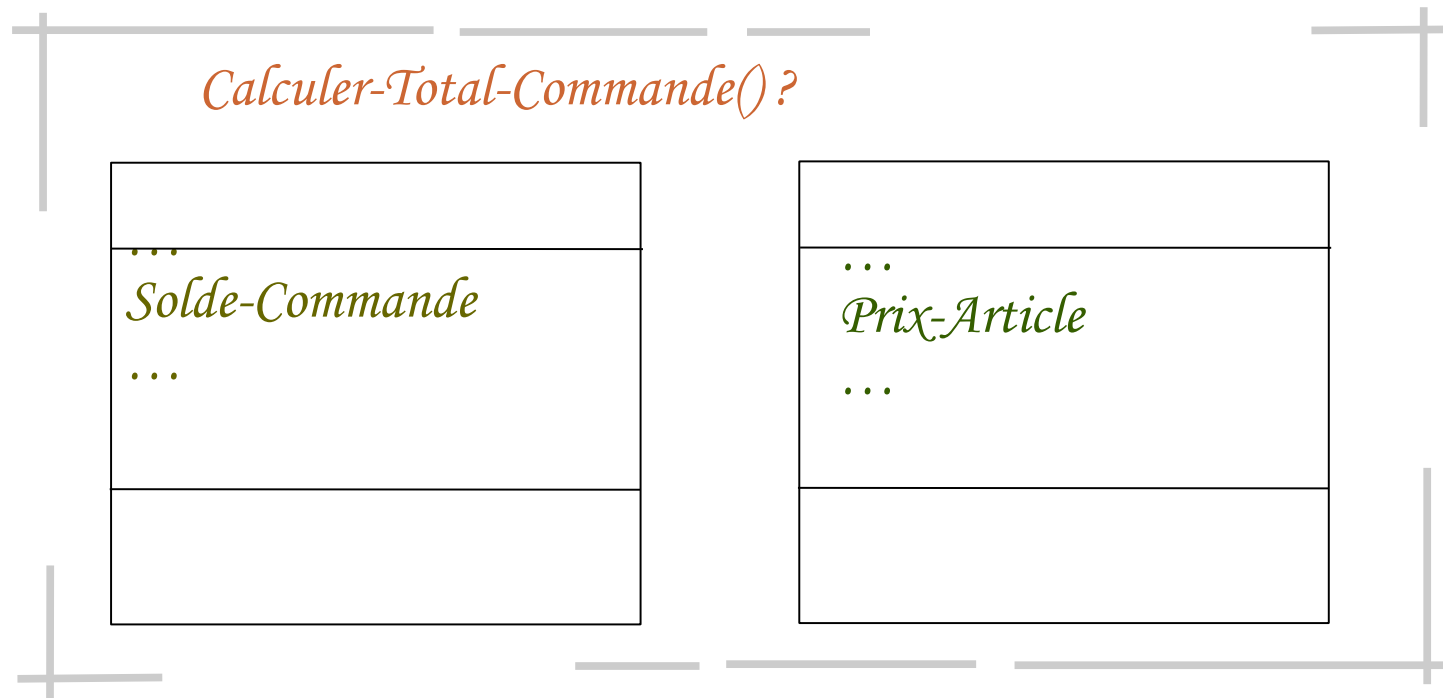 Calculer-Total-Commande() ?
…
Solde-Commande
…
…
Prix-Article
…